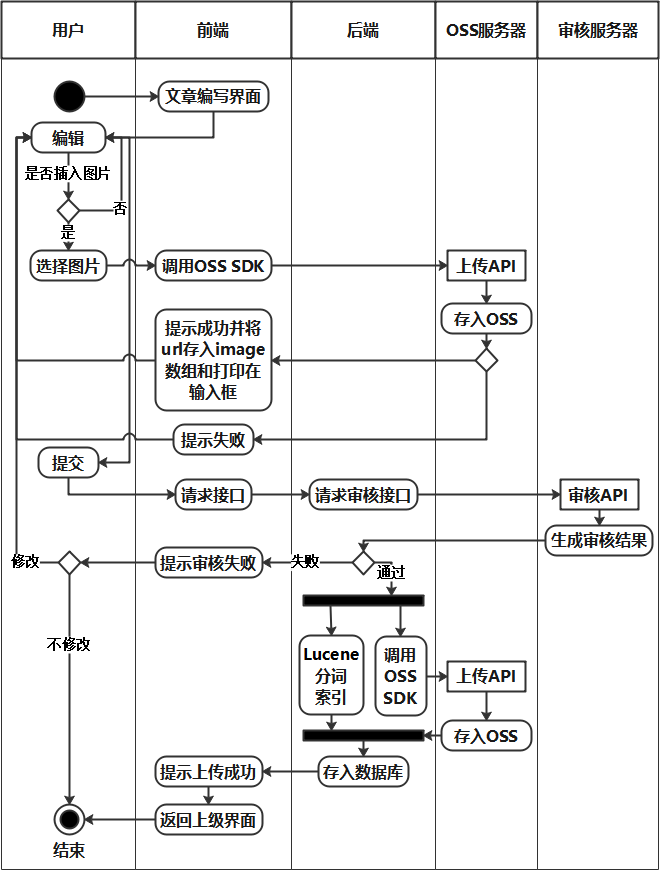 用户
前端
后端
OSS服务器
审核服务器
文章编写界面
编辑
是否插入图片
否
是
选择图片
调用OSS SDK
上传API
存入OSS
提示成功并将
url存入image
数组和打印在
输入框
提示失败
提交
请求接口
请求审核接口
审核API
生成审核结果
修改
提示审核失败
失败
通过
不修改
Lucene
分词
索引
调用
OSS
SDK
上传API
存入OSS
提示上传成功
存入数据库
返回上级界面
结束